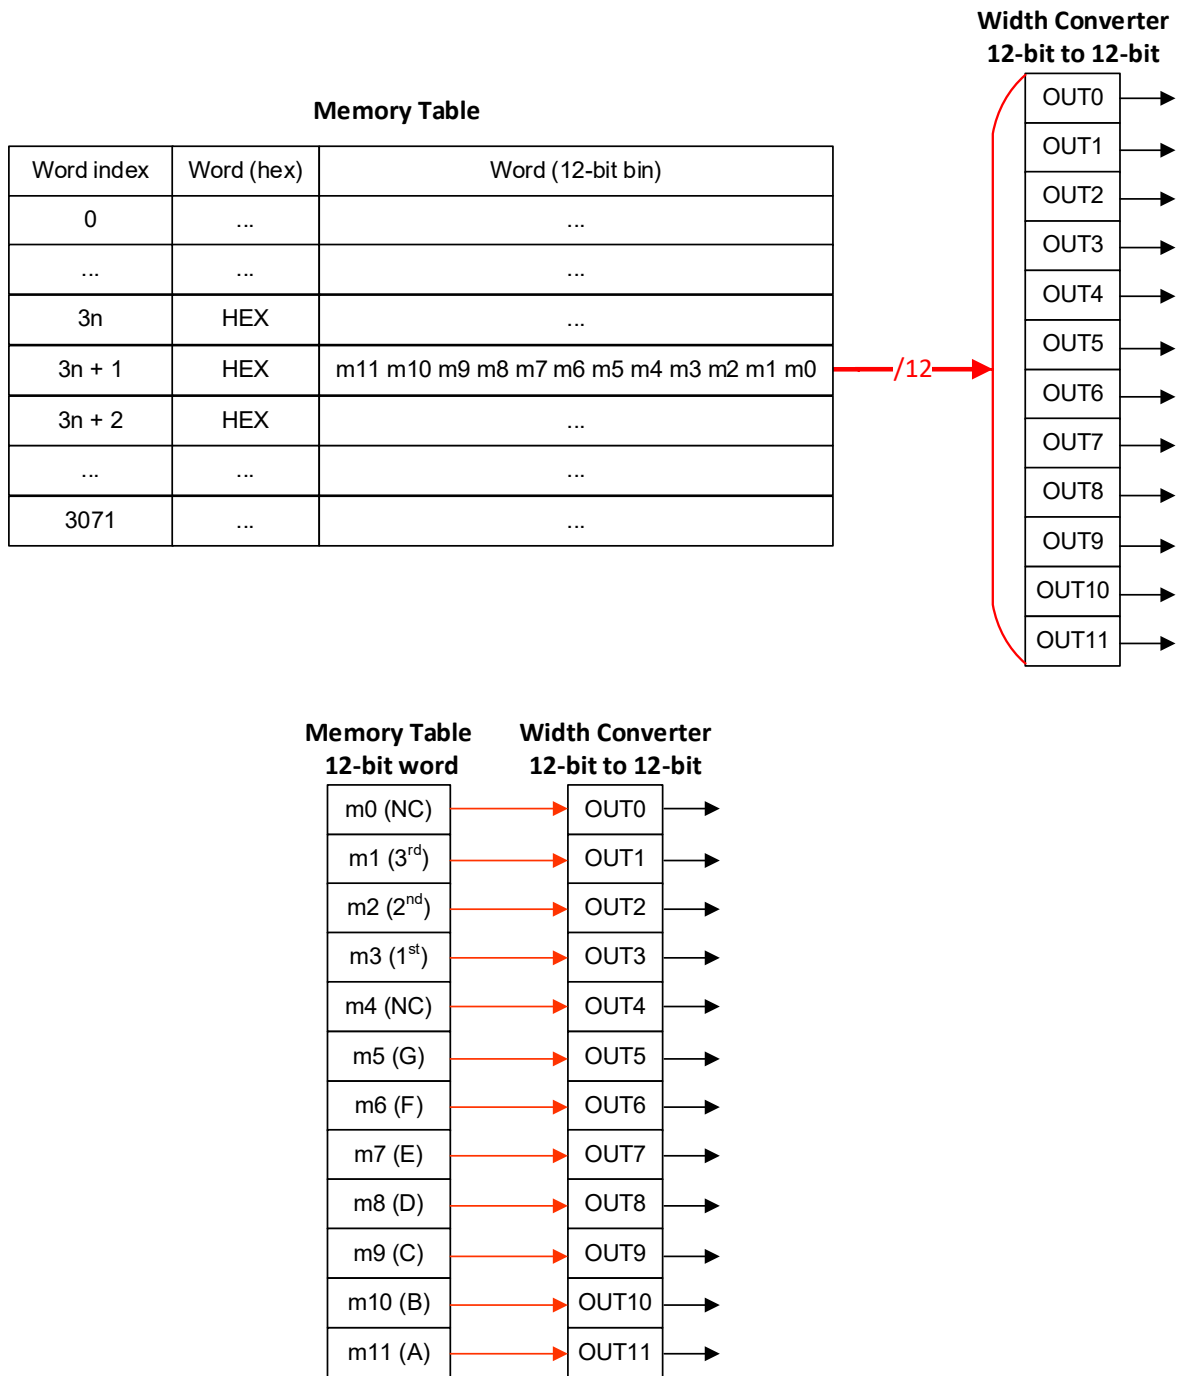 Width Converter
12-bit to 12-bit
Memory Table
Word index Word (hex) Word (12-bit bin)
0 ... ...
... ... ...
3n HEX ...
3n + 1 HEX m11 m10 m9 m8 m7 m6 m5 m4 m3 m2 m1 m0
3n + 2 HEX ...
... ... ...
3071 ... ...
/12
OUT0
OUT1
OUT2
OUT3
OUT4
OUT5
OUT6
OUT7
OUT8
OUT9
OUT10
OUT11
Memory Table Width Converter
12-bit word 12-bit to 12-bit
m0 (NC) OUT0
m1 (3rd) OUT1
m2 (2nd) OUT2
m3 (1st) OUT3
m4 (NC) OUT4
m5 (G) OUT5
m6 (F) OUT6
m7 (E) OUT7
m8 (D) OUT8
m9 (C) OUT9
m10 (B) OUT10
m11 (A) OUT11